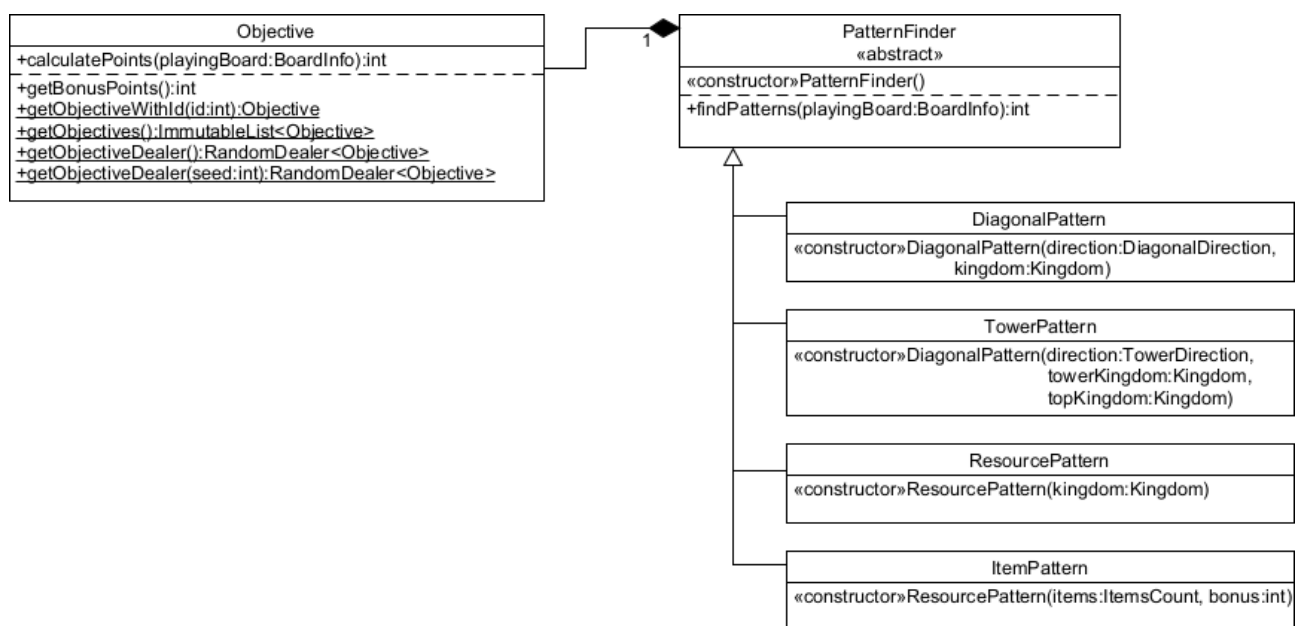 Objective
+calculatePoints(playingBoard:BoardInfo):int
+getBonusPoints():int
+getObjectiveWithId(id:int):Objective
+getObjectives():ImmutableList<Objective>
+getObjectiveDealer():RandomDealer<Objective>
+getObjectiveDealer(seed:int):RandomDealer<Objective>
1
PatternFinder
«abstract»
«constructor»PatternFinder()
+findPatterns(playingBoard:BoardInfo):int
DiagonalPattern
«constructor»DiagonalPattern(direction:DiagonalDirection,
kingdom:Kingdom)
TowerPattern
«constructor»DiagonalPattern(direction:TowerDirection,
towerKingdom:Kingdom,
topKingdom:Kingdom)
ResourcePattern
«constructor»ResourcePattern(kingdom:Kingdom)
ItemPattern
«constructor»ResourcePattern(items:ItemsCount, bonus:int)